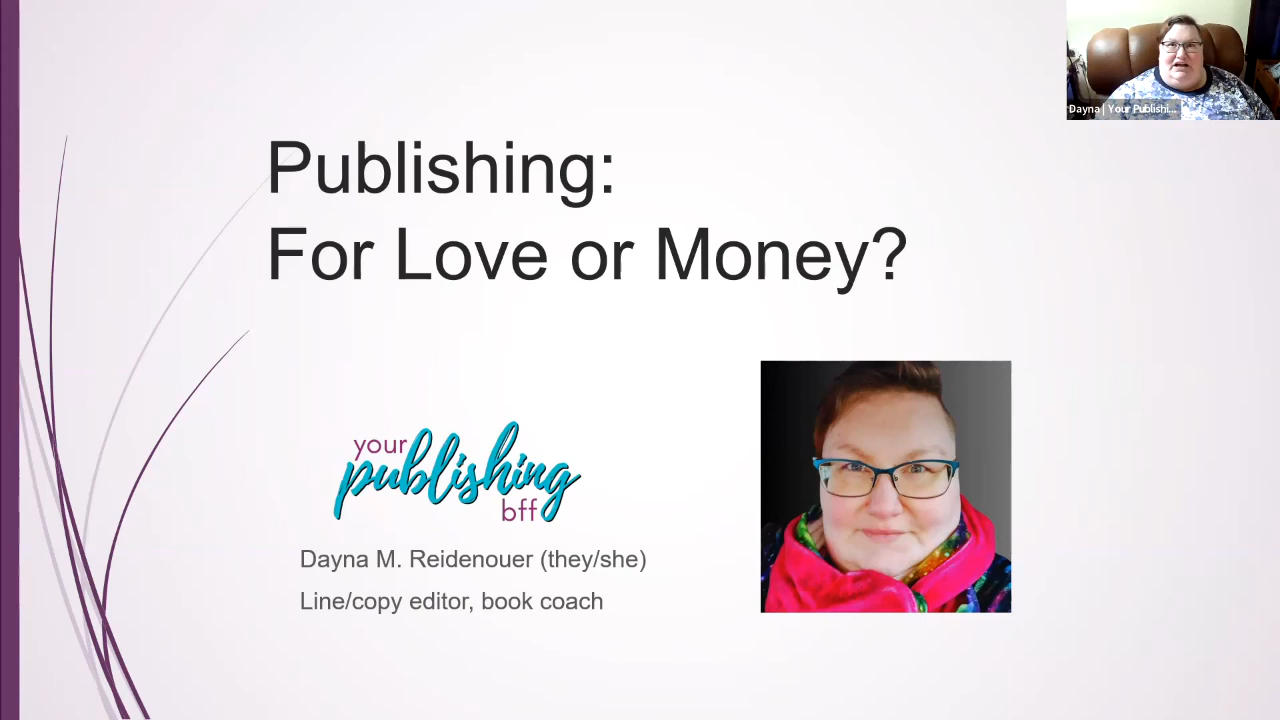 Publishing:
For Love or Money?
Dayna | Your Publishi...
your
publishing
bff
Dayna M. Reidenouer (they/she)
Line/copy editor, book coach